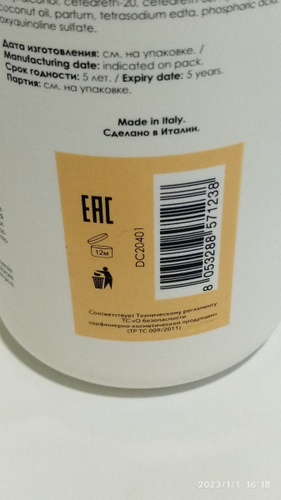 cetearyl alcohol, ceteareth-20,
coconut oil, parfum, tetrasodium edta, phosphoric
oxyquinoline sulfate.
Дата изготовления: см. на упаковке. /
Manufacturing date: indicated on pack.
Срок годности: 5 лет. / Expiry date: 5 years.
Партия: см. на упаковке.
Made in Italy.
Сделано в Италии.
EAC
12м
DC20401
8 053288 571238
Соответствует Техническому регламенту
ТС «О безопасности
парфюмерно-косметической продукции»
(ТР ТС 009/2011)
2023/1/1 16:18